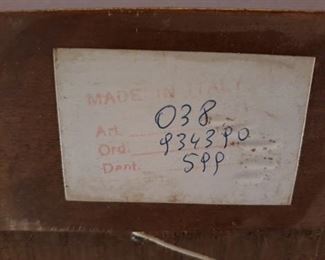 MADE IN ITALY
Art. 038
Ord. 934390
Dent. 599